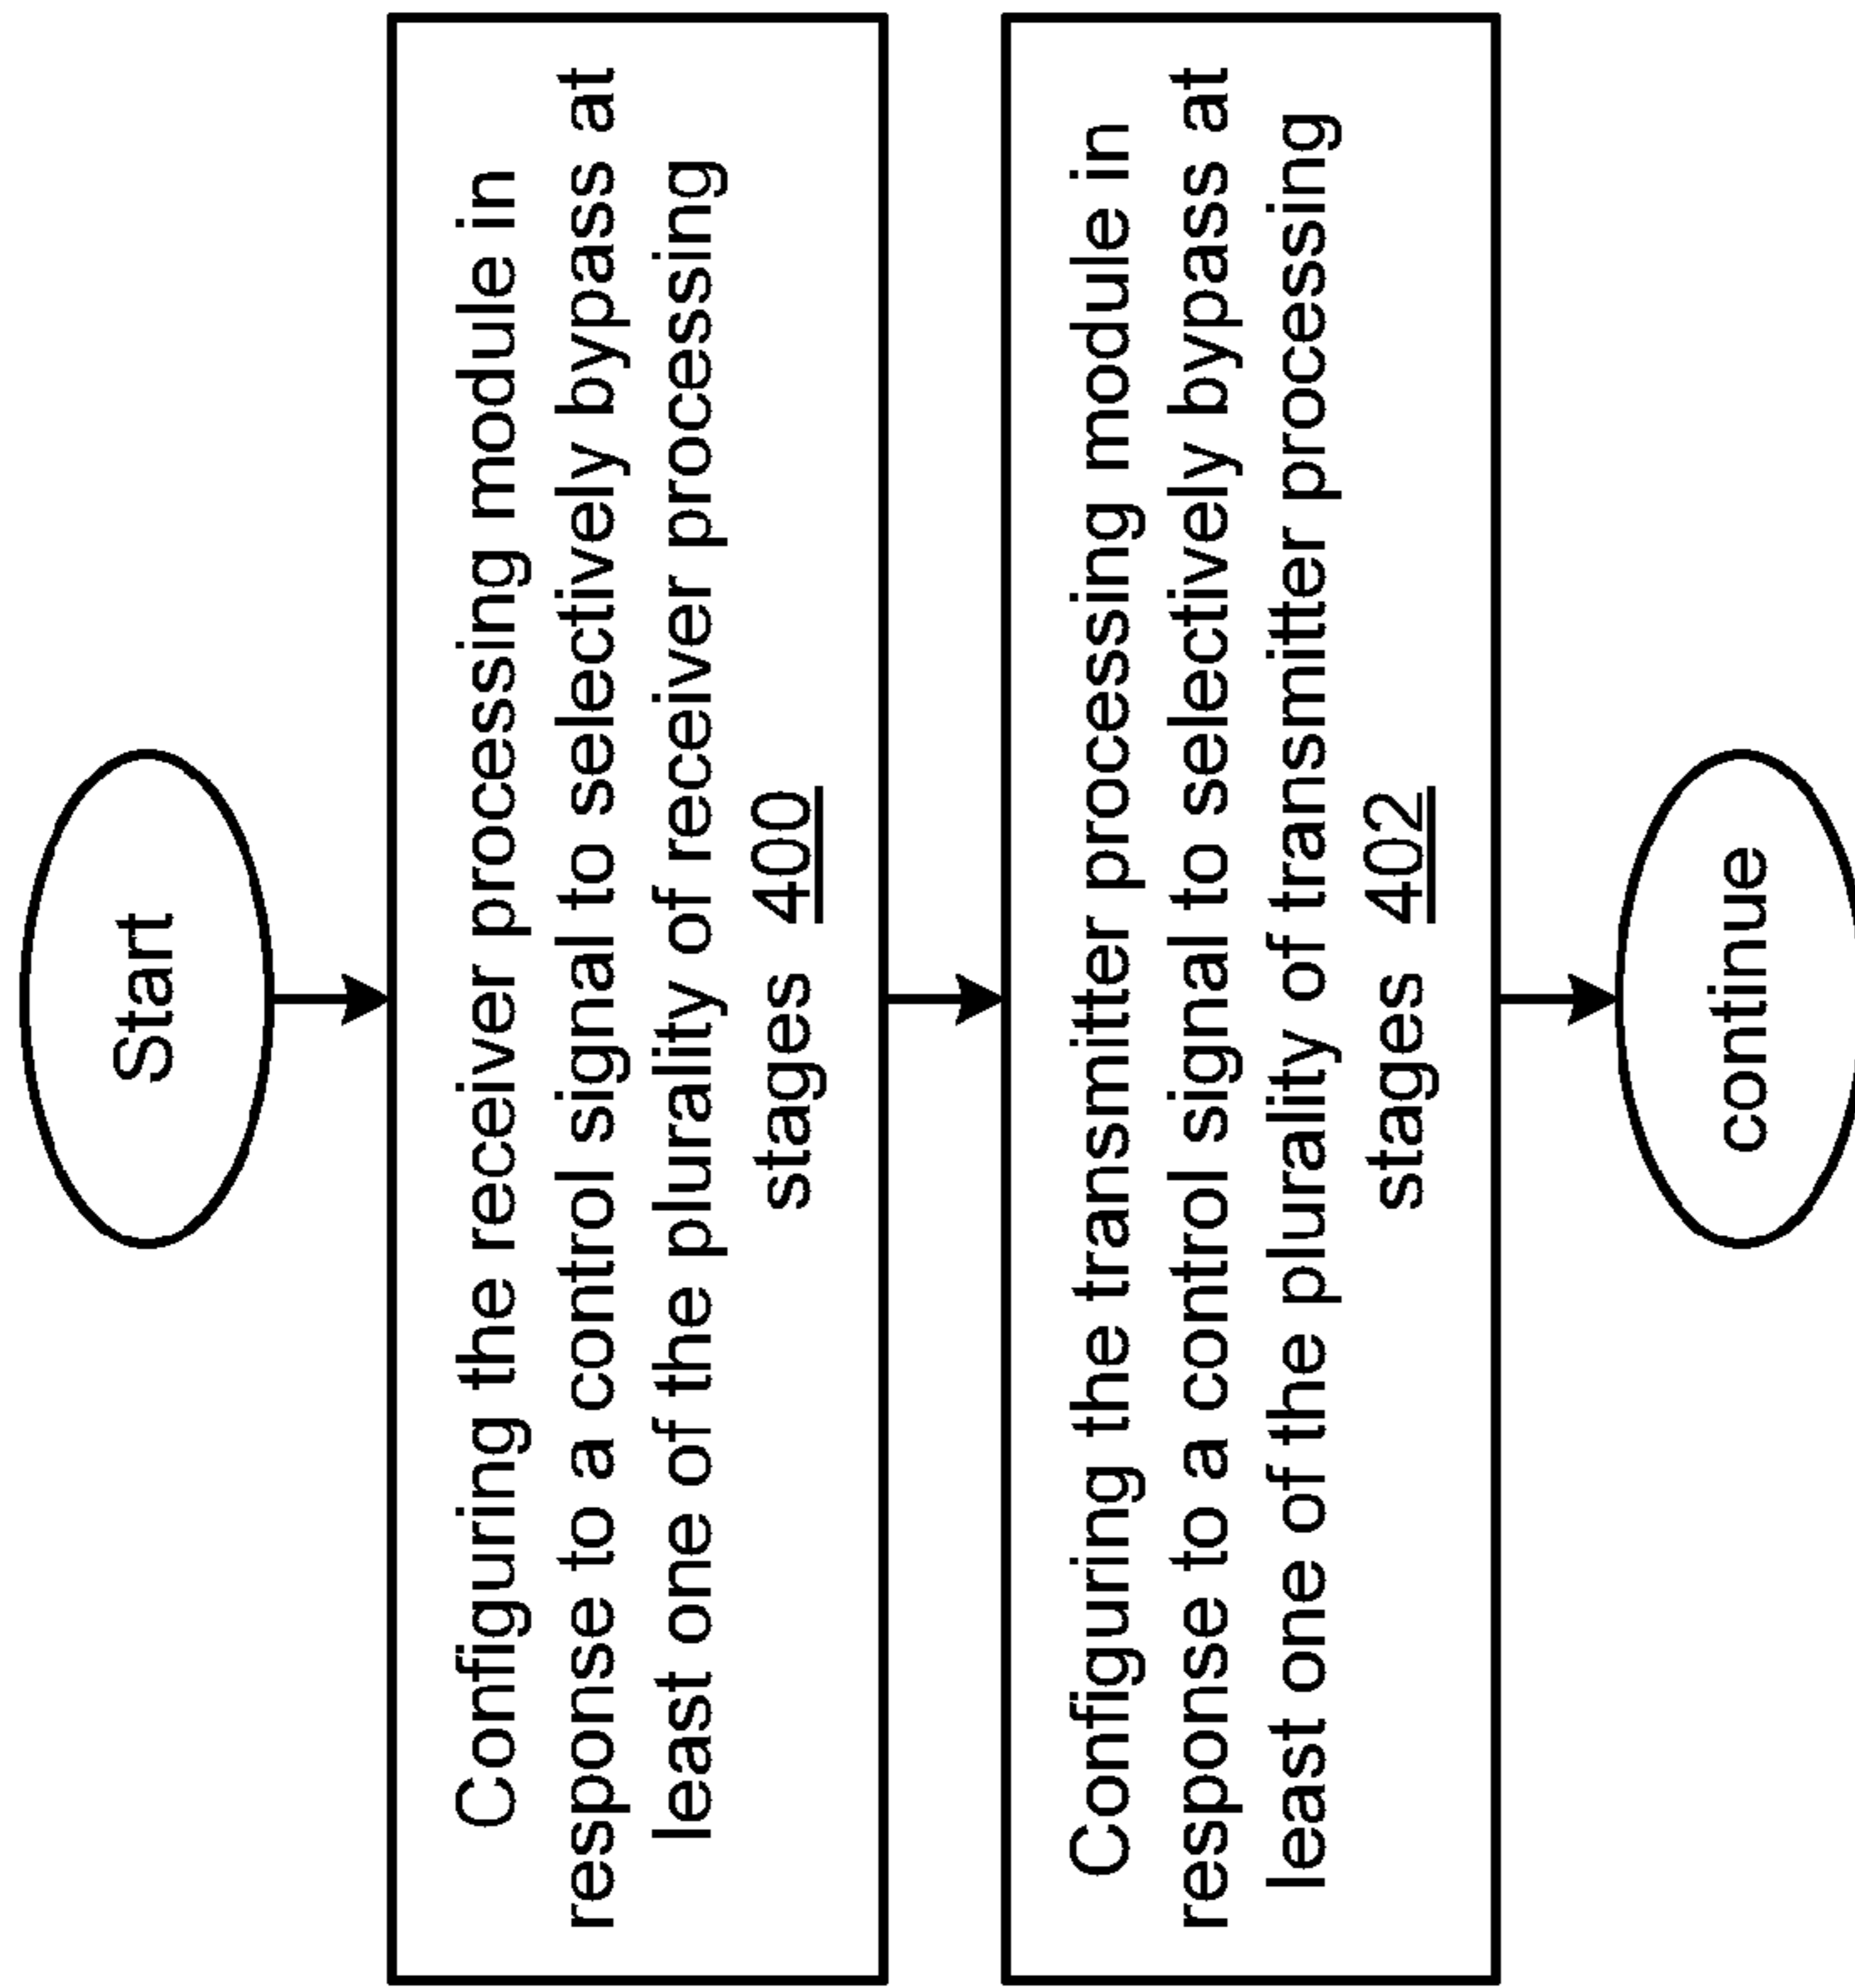 Start
Configuring the receiver processing module in
response to a control signal to selectively bypass at
least one of the plurality of receiver processing
stages 400
Configuring the transmitter processing module in
response to a control signal to selectively bypass at
least one of the plurality of transmitter processing
stages 402
continue